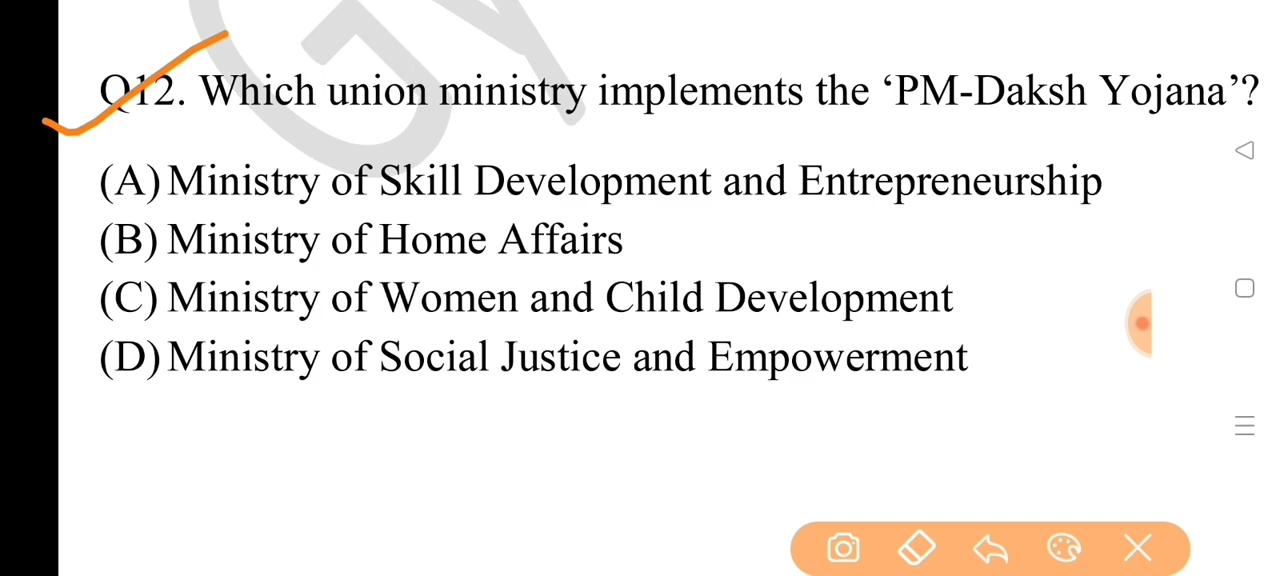 Q12. Which union ministry implements the ‘PM-Daksh Yojana’?
(A) Ministry of Skill Development and Entrepreneurship
(B) Ministry of Home Affairs
(C) Ministry of Women and Child Development
(D) Ministry of Social Justice and Empowerment